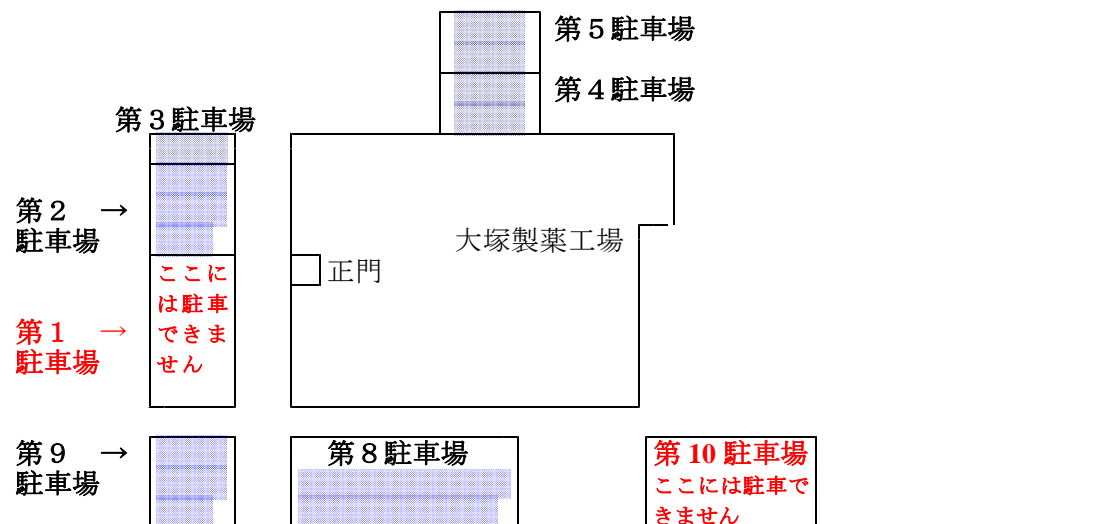 第５駐車場
第４駐車場
第３駐車場
第２　→
駐車場
大塚製薬工場
正門
ここに
は駐車
できま
せん
第１　→
駐車場
第９　→
駐車場
第８駐車場
第 10 駐車場
ここには駐車で
きません